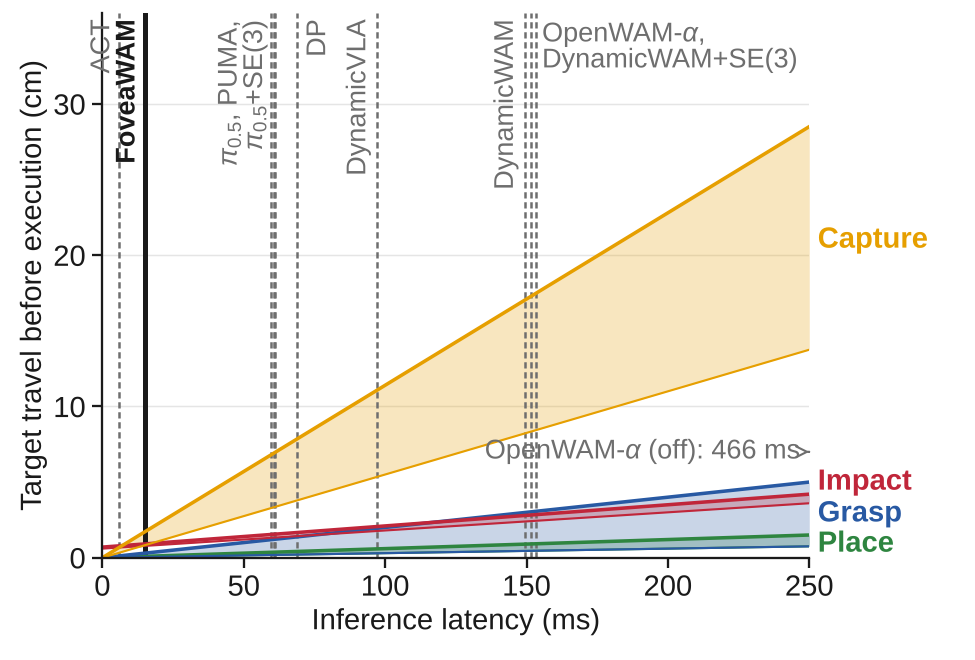 ACT
FoveaWAM
π0.5, PUMA,
π0.5+SE(3)
DP
DynamicVLA
DynamicWAM
OpenWAM-α,
DynamicWAM+SE(3)
Target travel before execution (cm)
30
20
10
0
Capture
OpenWAM-α (off): 466 ms>
Impact
Grasp
Place
0 50 100 150 200 250
Inference latency (ms)